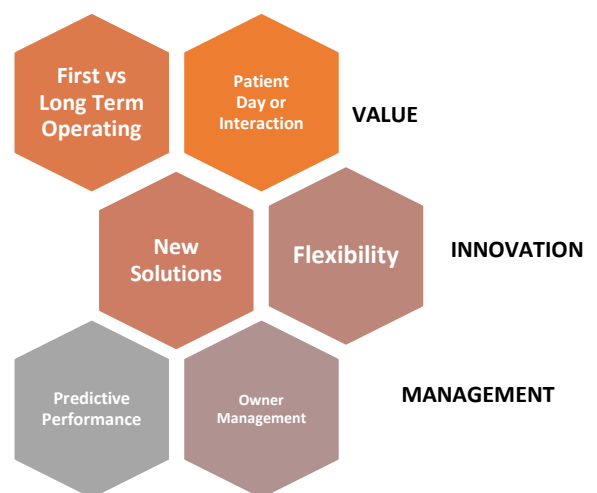 First vs
Long Term
Operating
Patient
Day or
Interaction
VALUE
New
Solutions
Flexibility
INNOVATION
Predictive
Performance
Owner
Management
MANAGEMENT